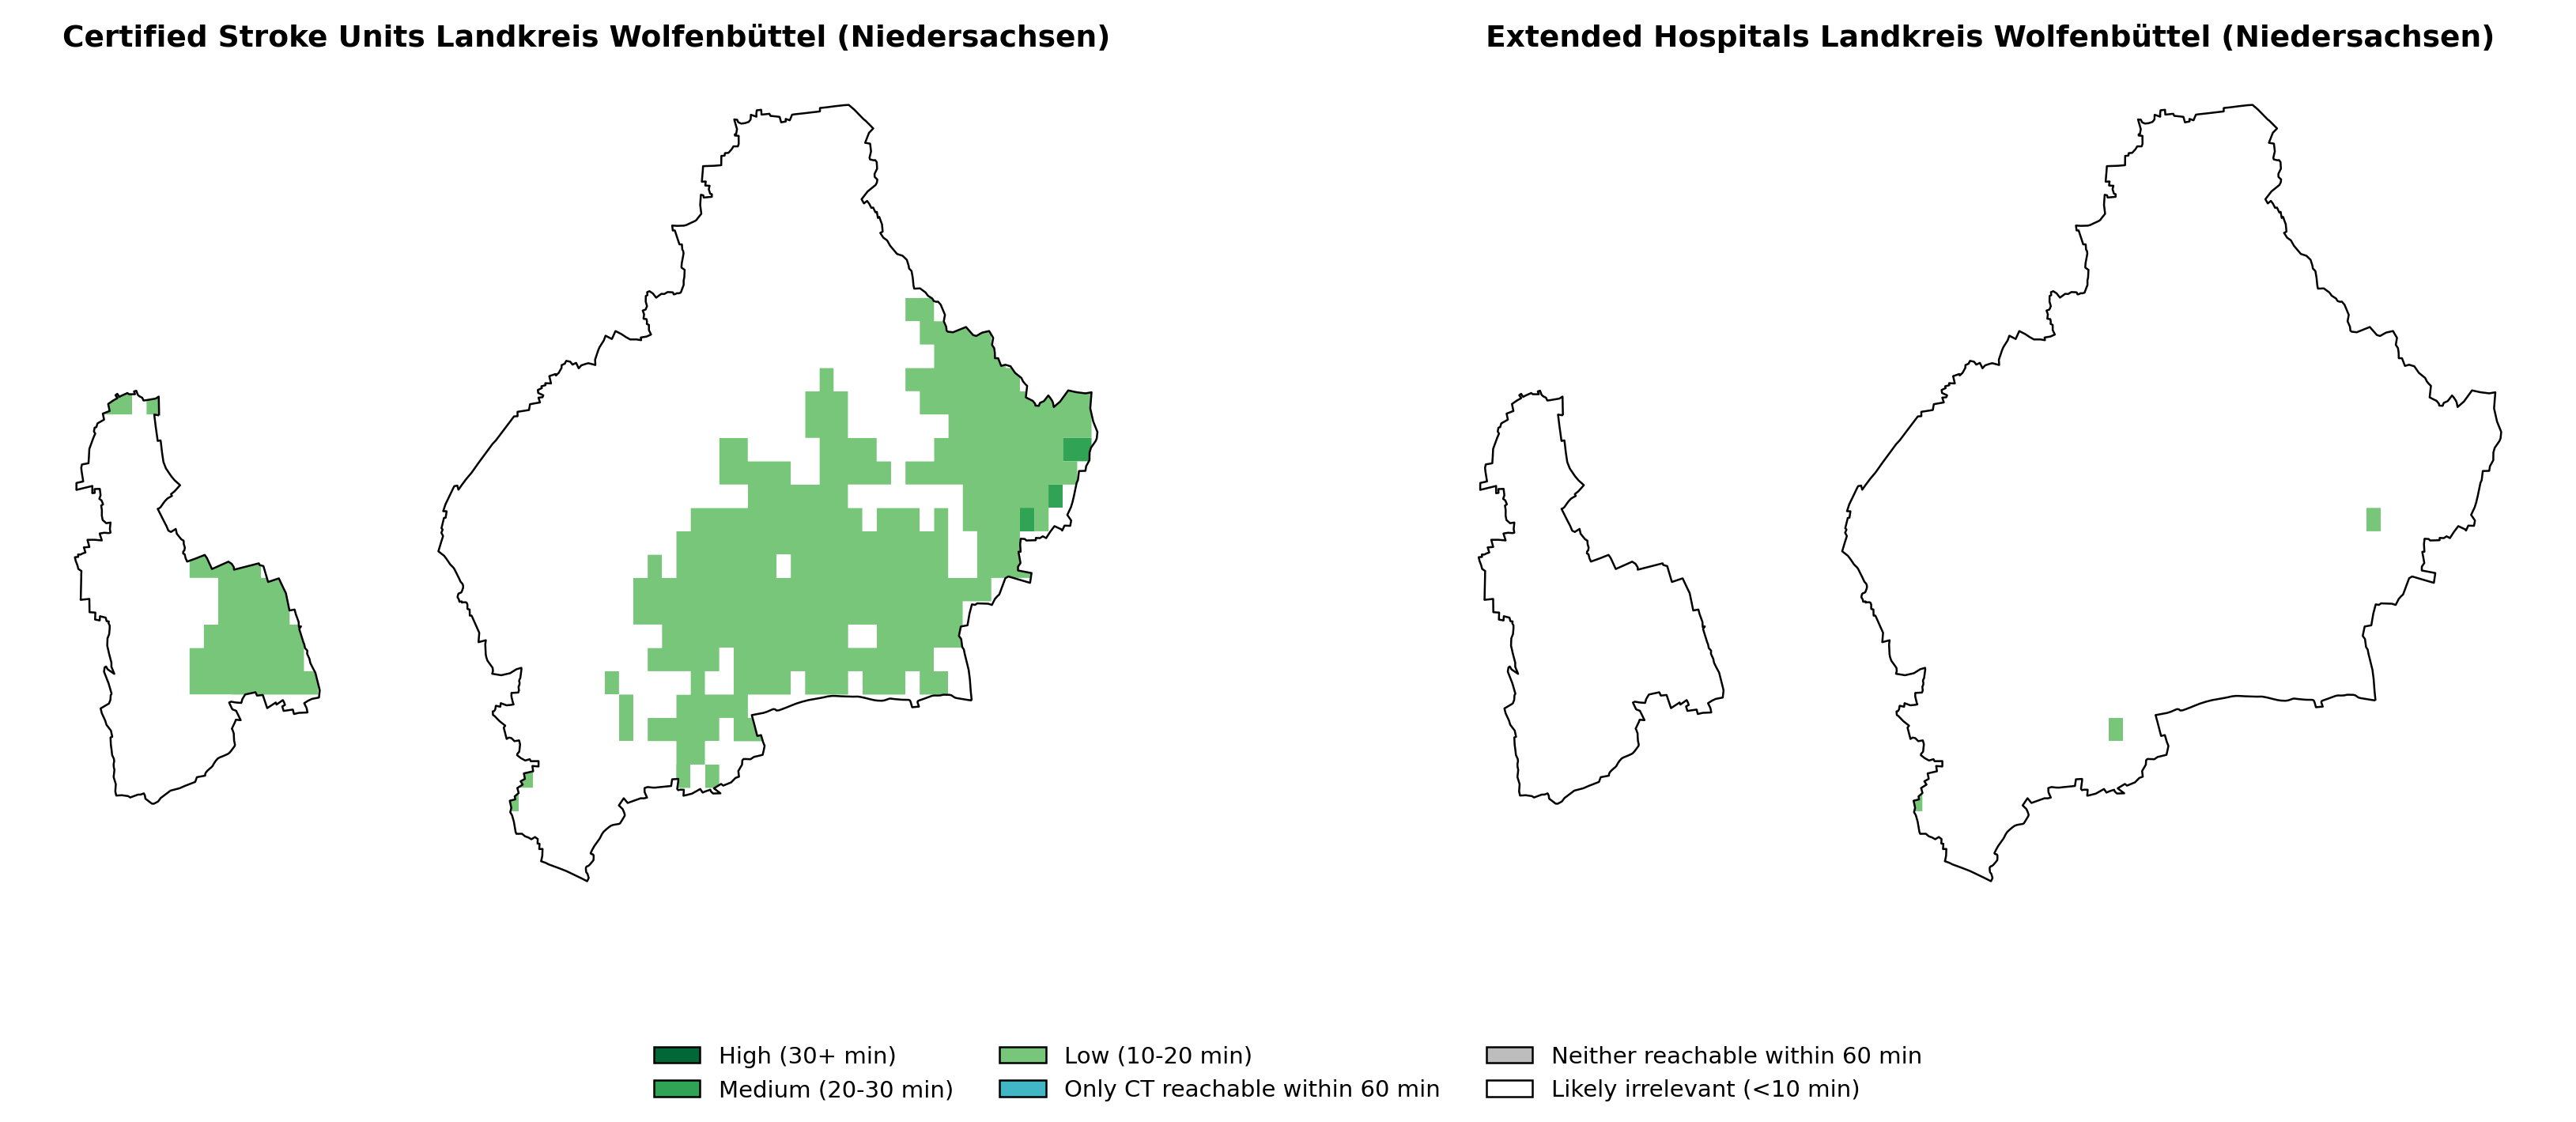 Certified Stroke Units Landkreis Wolfenbüttel (Niedersachsen)
Extended Hospitals Landkreis Wolfenbüttel (Niedersachsen)
High (30+ min)
Medium (20-30 min)
Low (10-20 min)
Only CT reachable within 60 min
Neither reachable within 60 min
Likely irrelevant (<10 min)